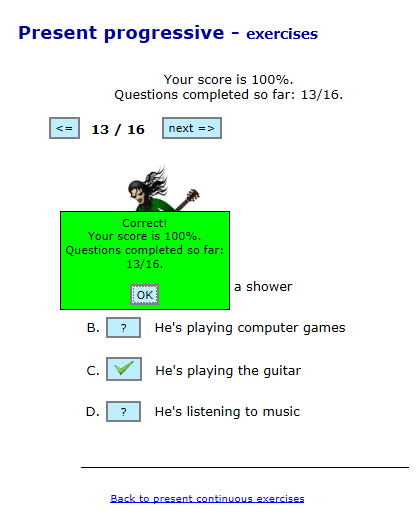 Present progressive - exercises
Your score is 100%.
Questions completed so far: 13/16.
<= 13 / 16 next =>
Correct!
Your score is 100%.
Questions completed so far:
13/16.
OK
a shower
B. ? He's playing computer games
C. He's playing the guitar
D. ? He's listening to music
Back to present continuous exercises